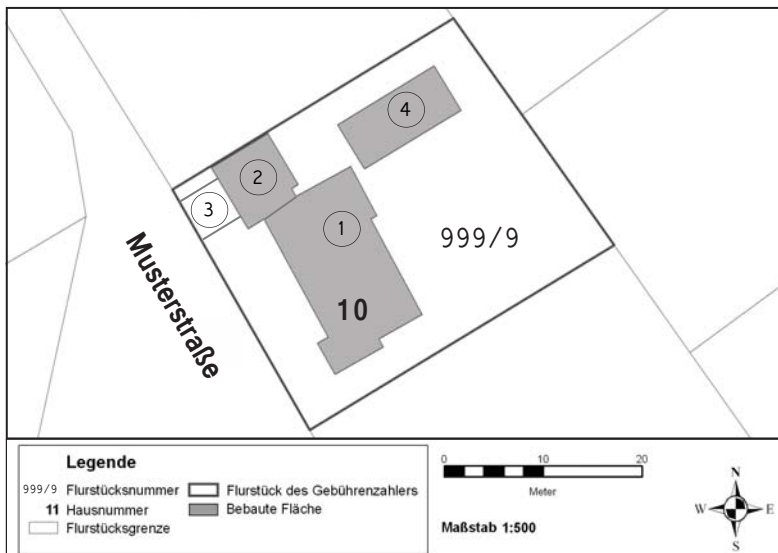 4
2
3
1
999/9
Musterstraße
10
Legende
999/9 Flurstücksnummer
11 Hausnummer
Flurstücksgrenze
Flurstück des Gebührenzahlers
Bebaute Fläche
0 10 20
Meter
Maßstab 1:500
N
W E
S